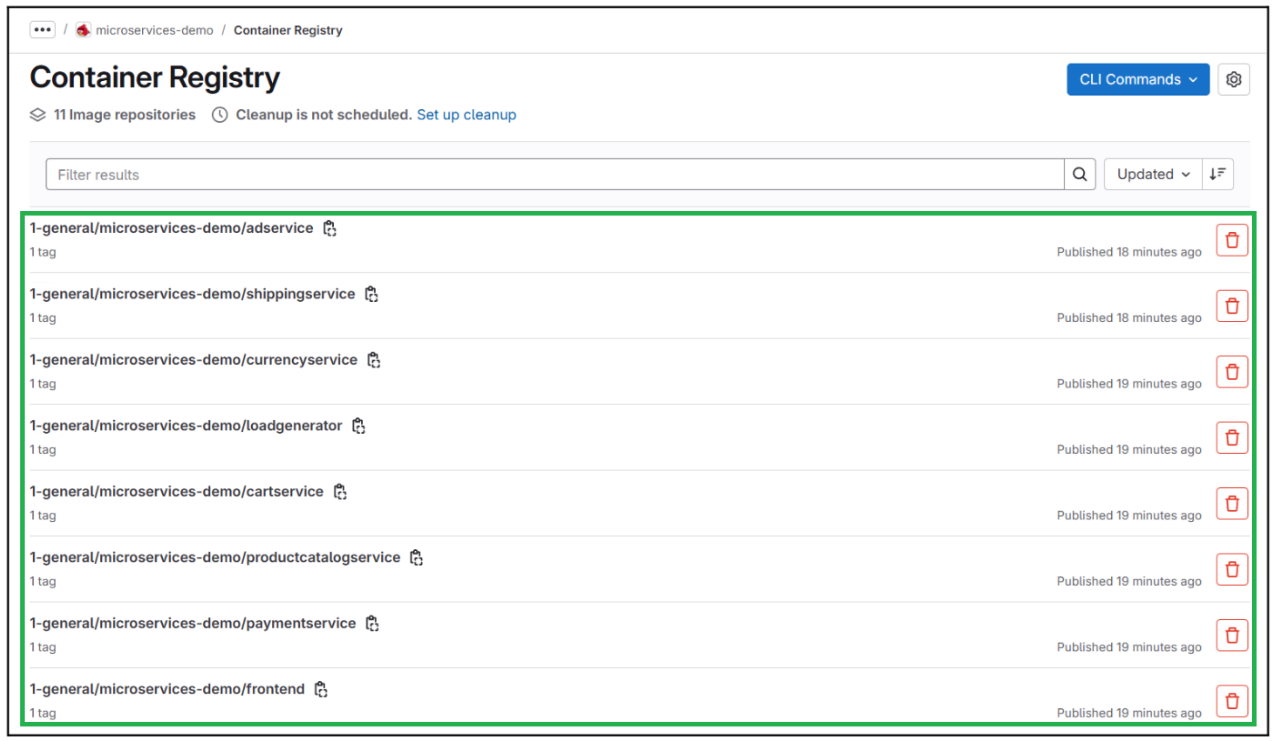 ••• / microservices-demo / Container Registry
Container Registry
CLI Commands
11 Image repositories Cleanup is not scheduled. Set up cleanup
Filter results
Updated
1-general/microservices-demo/adservice
1 tag
Published 18 minutes ago
1-general/microservices-demo/shippingservice
1 tag
Published 18 minutes ago
1-general/microservices-demo/currencyservice
1 tag
Published 19 minutes ago
1-general/microservices-demo/loadgenerator
1 tag
Published 19 minutes ago
1-general/microservices-demo/cartservice
1 tag
Published 19 minutes ago
1-general/microservices-demo/productcatalogservice
1 tag
Published 19 minutes ago
1-general/microservices-demo/paymentservice
1 tag
Published 19 minutes ago
1-general/microservices-demo/frontend
1 tag
Published 19 minutes ago